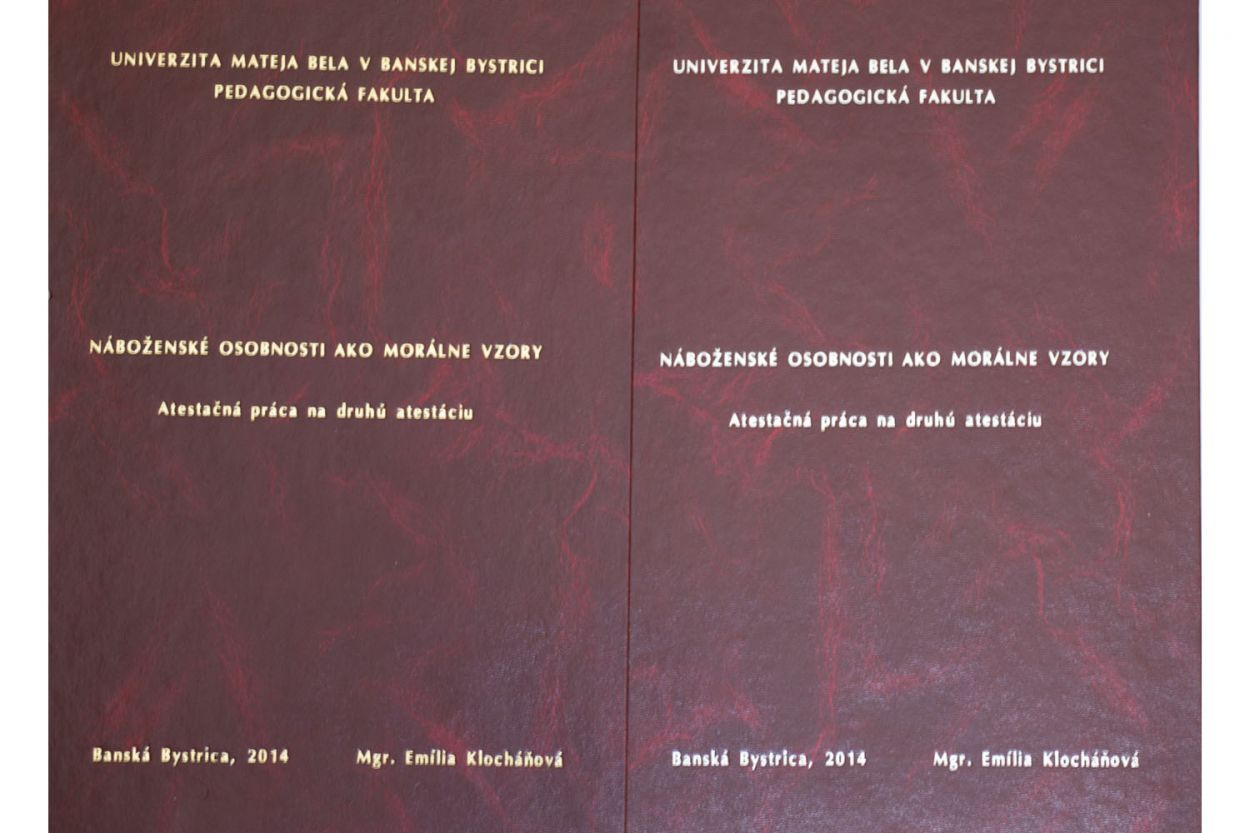 UNIVERZITA MATEJA BELA V BANSKEJ BYSTRICI
PEDAGOGICKÁ FAKULTA
NÁBOŽENSKÉ OSOBNOSTI AKO MORÁLNE VZORY
Atestačná práca na druhú atestáciu
Banská Bystrica, 2014 Mgr. Emília Klocháňová
UNIVERZITA MATEJA BELA V BANSKEJ BYSTRICI
PEDAGOGICKÁ FAKULTA
NÁBOŽENSKÉ OSOBNOSTI AKO MORÁLNE VZORY
Atestačná práca na druhú atestáciu
Banská Bystrica, 2014 Mgr. Emília Klocháňová